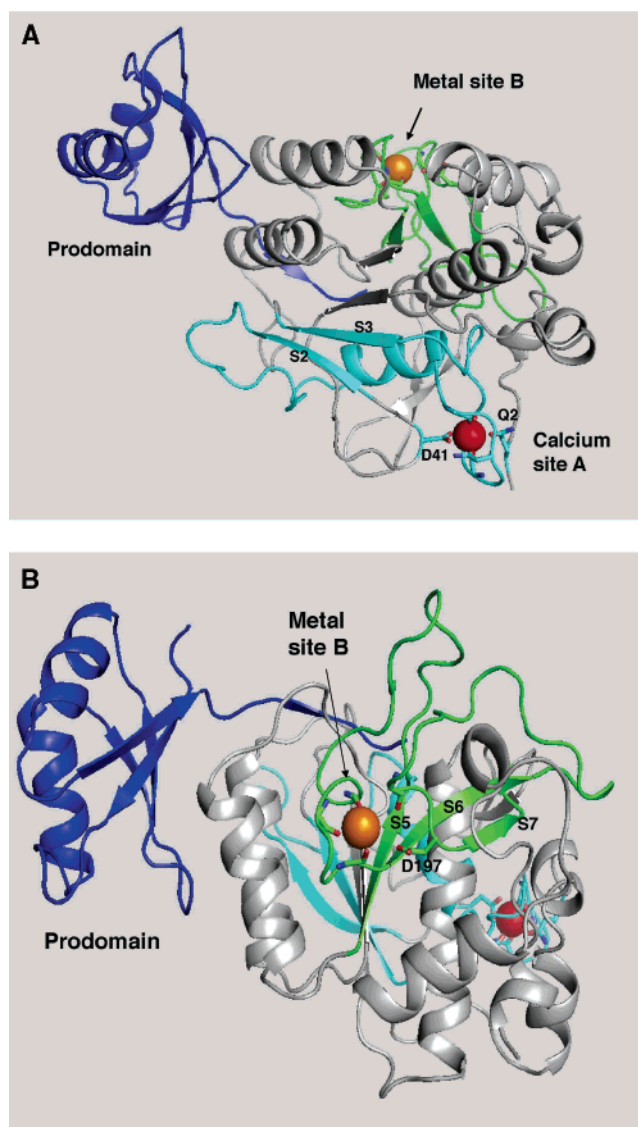 A
Metal site B
Prodomain
S3
S2
Q2
D41
Calcium
site A
B
Metal
site B
S5
S6
S7
D197
Prodomain